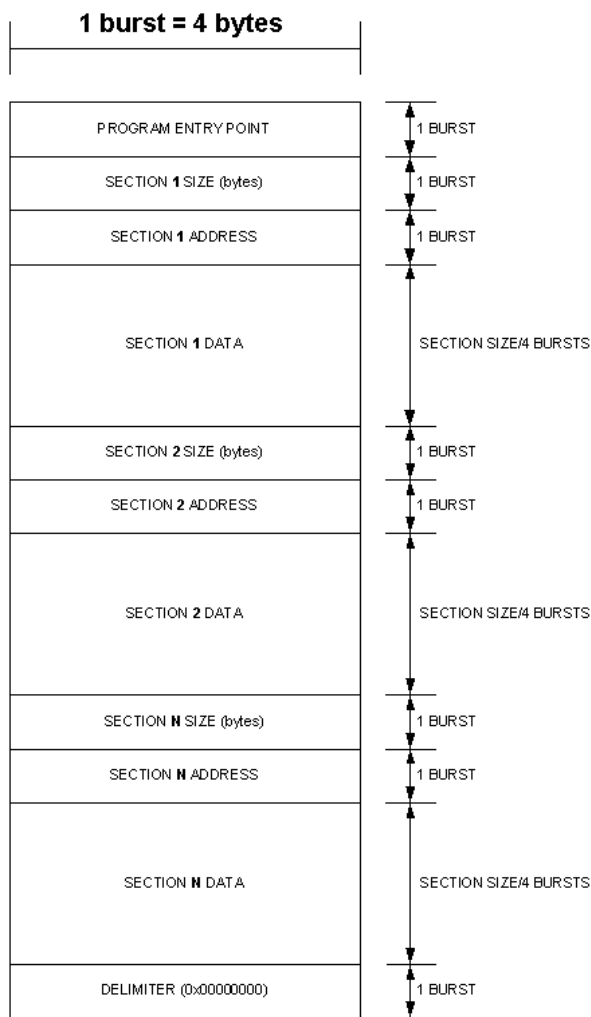 1 burst = 4 bytes
PROGRAM ENTRY POINT
1 BURST
SECTION 1 SIZE (bytes)
1 BURST
SECTION 1 ADDRESS
1 BURST
SECTION 1 DATA
SECTION SIZE/4 BURSTS
SECTION 2 SIZE (bytes)
1 BURST
SECTION 2 ADDRESS
1 BURST
SECTION 2 DATA
SECTION SIZE/4 BURSTS
SECTION N SIZE (bytes)
1 BURST
SECTION N ADDRESS
1 BURST
SECTION N DATA
SECTION SIZE/4 BURSTS
DELIMITER (0x00000000)
1 BURST